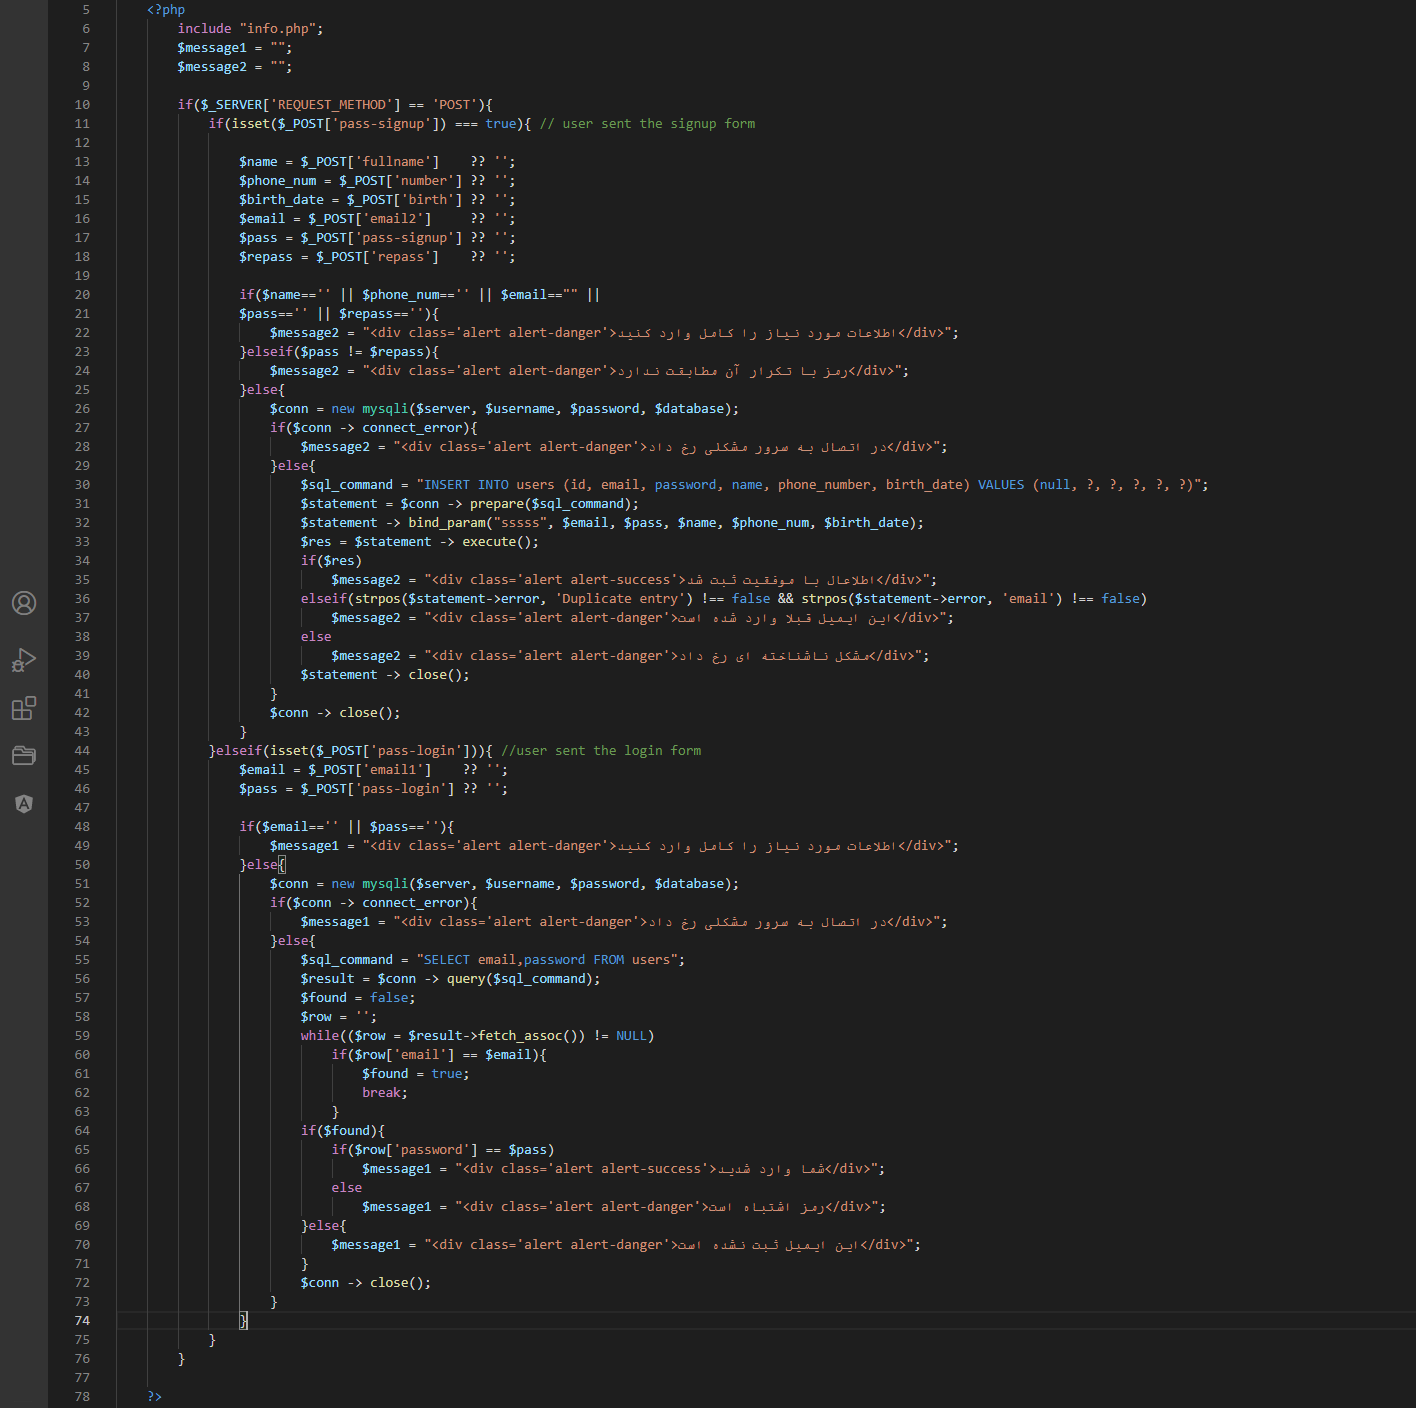 5 <?php
6 include "info.php";
7 $message1 = "";
8 $message2 = "";
9
10 if($_SERVER['REQUEST_METHOD'] == 'POST'){
11 if(isset($_POST['pass-signup']) === true){ // user sent the signup form
12
13 $name = $_POST['fullname'] ?? '';
14 $phone_num = $_POST['number'] ?? '';
15 $birth_date = $_POST['birth'] ?? '';
16 $email = $_POST['email2'] ?? '';
17 $pass = $_POST['pass-signup'] ?? '';
18 $repass = $_POST['repass'] ?? '';
19
20 if($name=='' || $phone_num=='' || $email=="" ||
21 $pass=='' || $repass==''){
22 $message2 = "<div class='alert alert-danger'>اطلاعات مورد نیاز را کامل وارد کنید</div>";
23 }elseif($pass != $repass){
24 $message2 = "<div class='alert alert-danger'>رمز با تکرار آن مطابقت ندارد</div>";
25 }else{
26 $conn = new mysqli($server, $username, $password, $database);
27 if($conn -> connect_error){
28 $message2 = "<div class='alert alert-danger'>در اتصال به سرور مشکلی رخ داد</div>";
29 }else{
30 $sql_command = "INSERT INTO users (id, email, password, name, phone_number, birth_date) VALUES (null, ?, ?, ?, ?, ?)";
31 $statement = $conn -> prepare($sql_command);
32 $statement -> bind_param("sssss", $email, $pass, $name, $phone_num, $birth_date);
33 $res = $statement -> execute();
34 if($res)
35 $message2 = "<div class='alert alert-success'>اطلاعال با موفقیت ثبت شد</div>";
36 elseif(strpos($statement->error, 'Duplicate entry') !== false && strpos($statement->error, 'email') !== false)
37 $message2 = "<div class='alert alert-danger'>این ایمیل قبلا وارد شده است</div>";
38 else
39 $message2 = "<div class='alert alert-danger'>مشکل ناشناخته ای رخ داد</div>";
40 $statement -> close();
41 }
42 $conn -> close();
43 }
44 }elseif(isset($_POST['pass-login'])){ //user sent the login form
45 $email = $_POST['email1'] ?? '';
46 $pass = $_POST['pass-login'] ?? '';
47
48 if($email=='' || $pass==''){
49 $message1 = "<div class='alert alert-danger'>اطلاعات مورد نیاز را کامل وارد کنید</div>";
50 }else{
51 $conn = new mysqli($server, $username, $password, $database);
52 if($conn -> connect_error){
53 $message1 = "<div class='alert alert-danger'>در اتصال به سرور مشکلی رخ داد</div>";
54 }else{
55 $sql_command = "SELECT email,password FROM users";
56 $result = $conn -> query($sql_command);
57 $found = false;
58 $row = '';
59 while(($row = $result->fetch_assoc()) != NULL)
60 if($row['email'] == $email){
61 $found = true;
62 break;
63 }
64 if($found){
65 if($row['password'] == $pass)
66 $message1 = "<div class='alert alert-success'>شما وارد شدید</div>";
67 else
68 $message1 = "<div class='alert alert-danger'>رمز اشتباه است</div>";
69 }else{
70 $message1 = "<div class='alert alert-danger'>این ایمیل ثبت نشده است</div>";
71 }
72 $conn -> close();
73 }
74 }
75 }
76 }
77
78 ?>